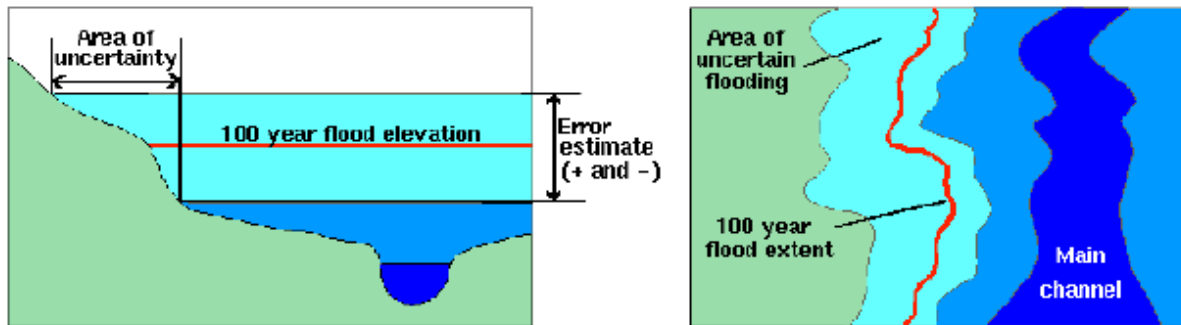 Area of
uncertainty
100 year flood elevation
Error
estimate
(+ and -)
Area of
uncertain
flooding
100 year
flood extent
Main
channel